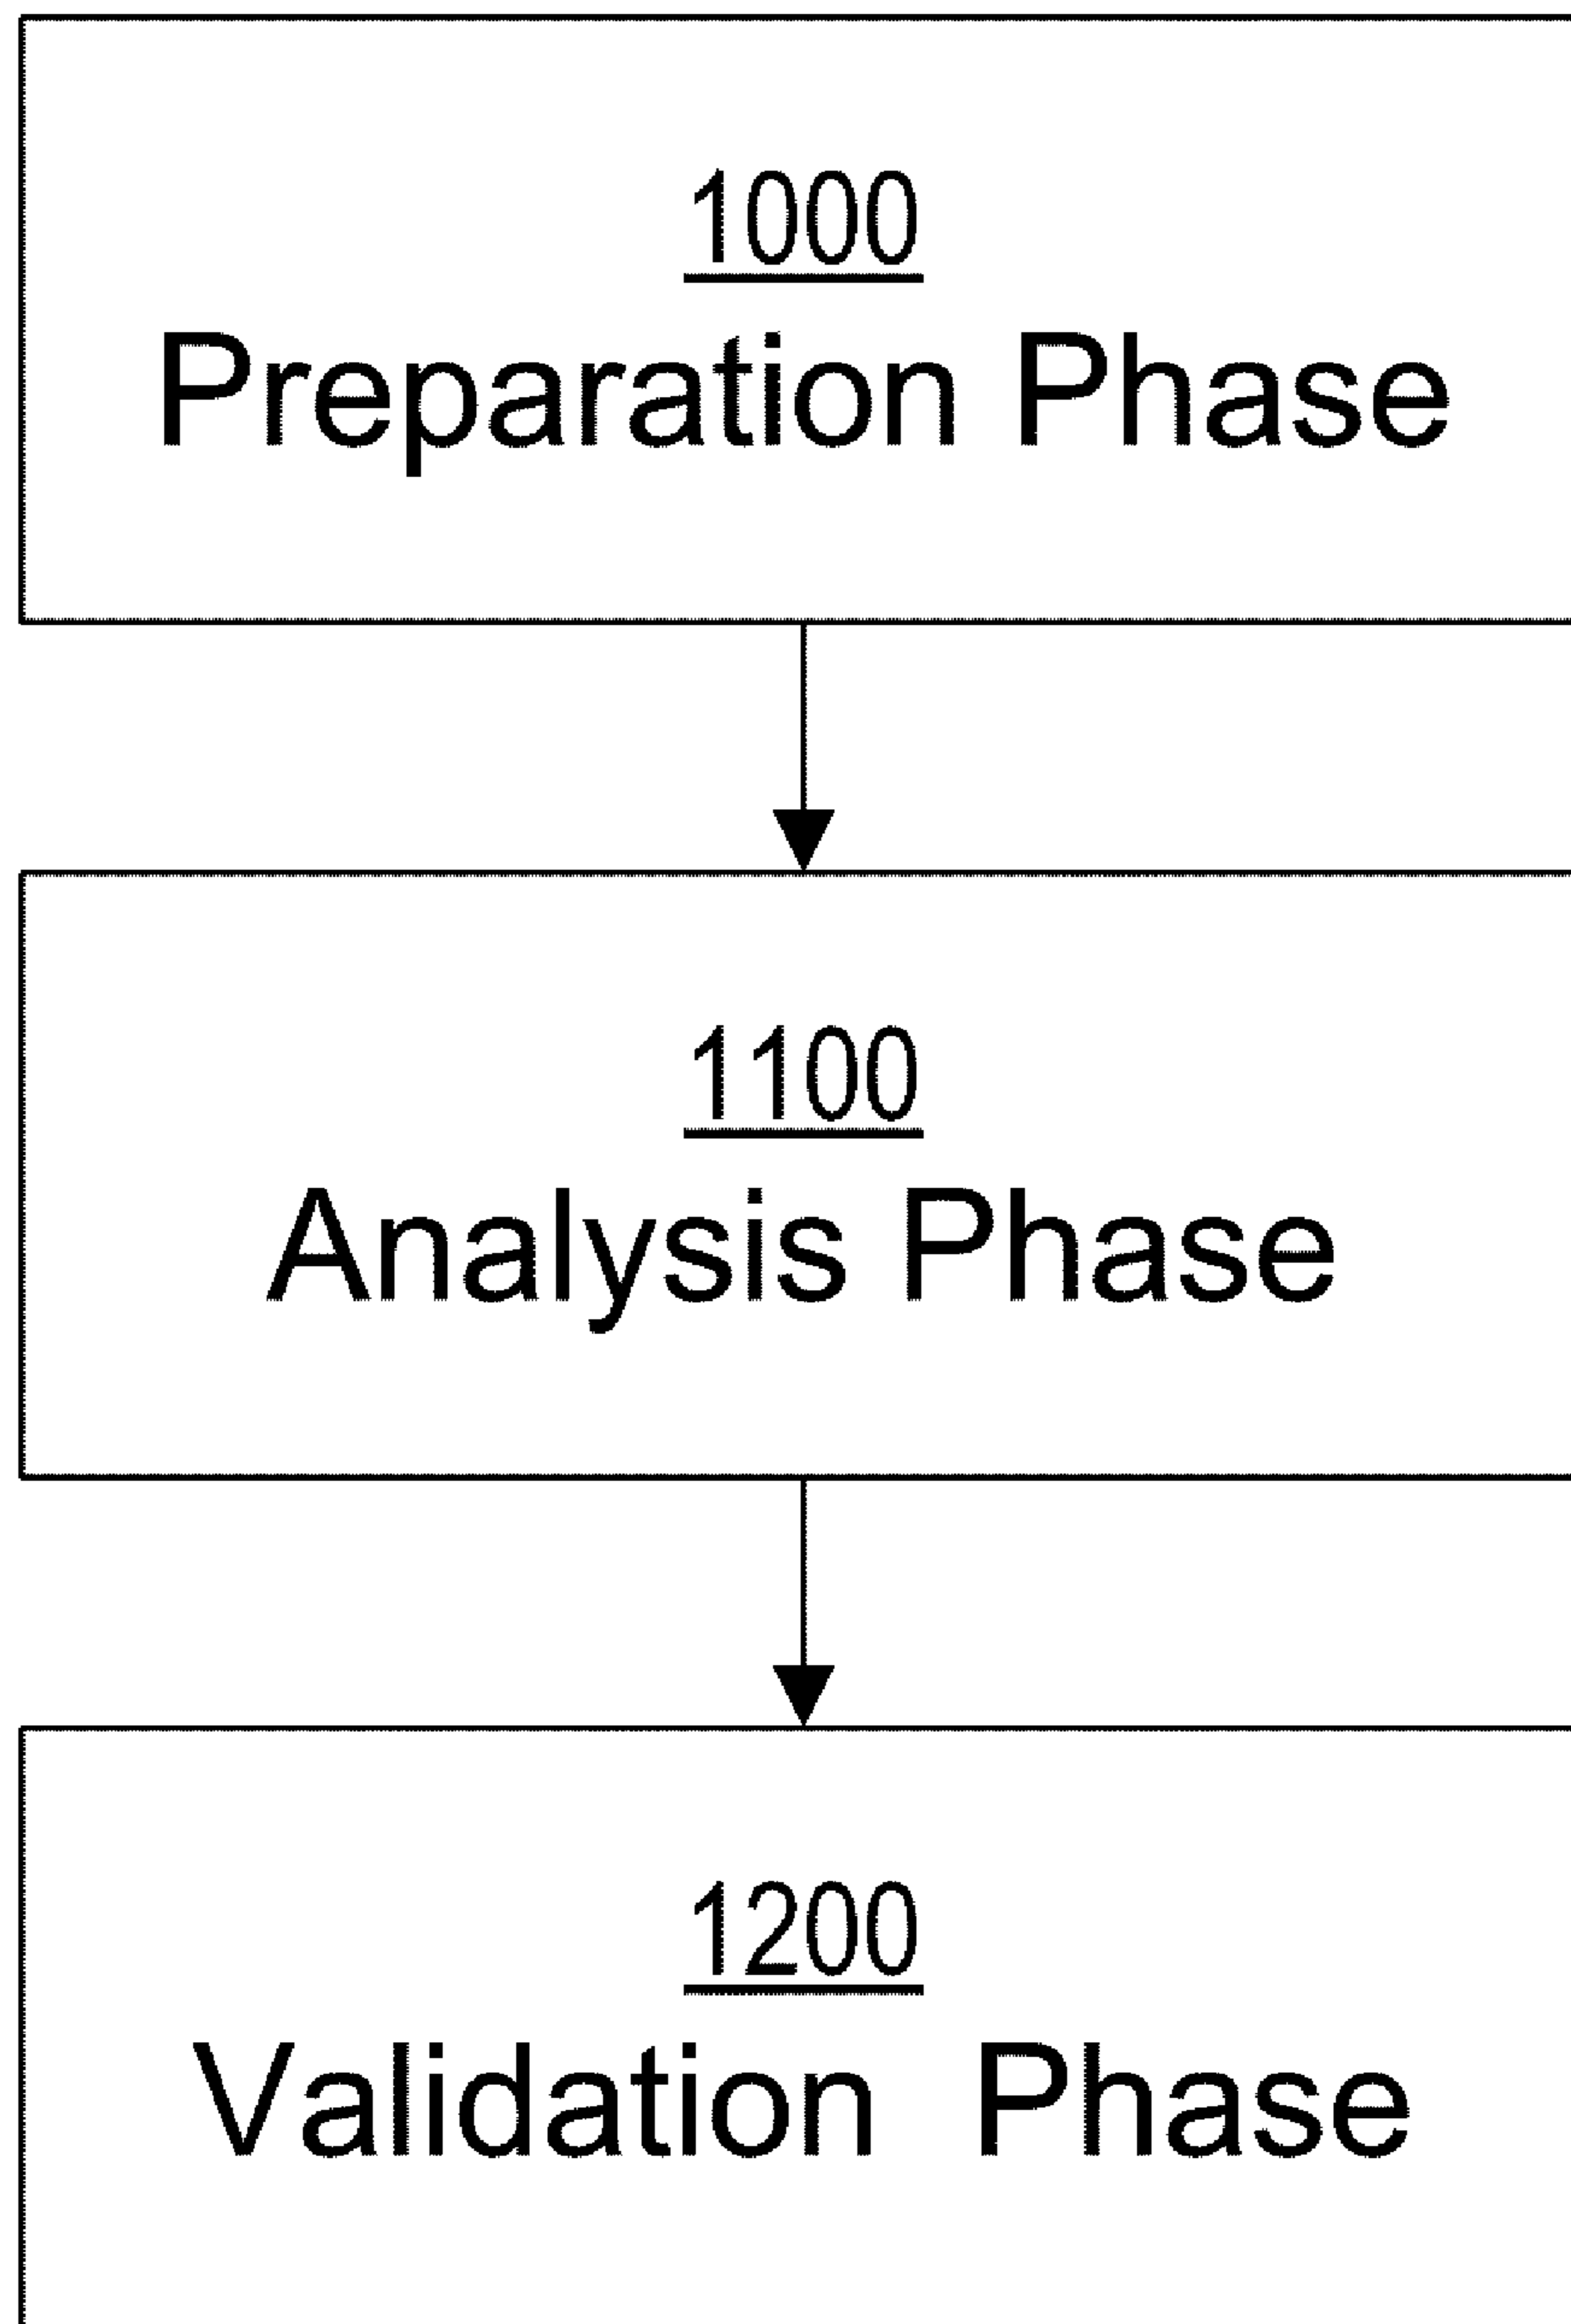 1000
Preparation Phase
1100
Analysis Phase
1200
Validation Phase